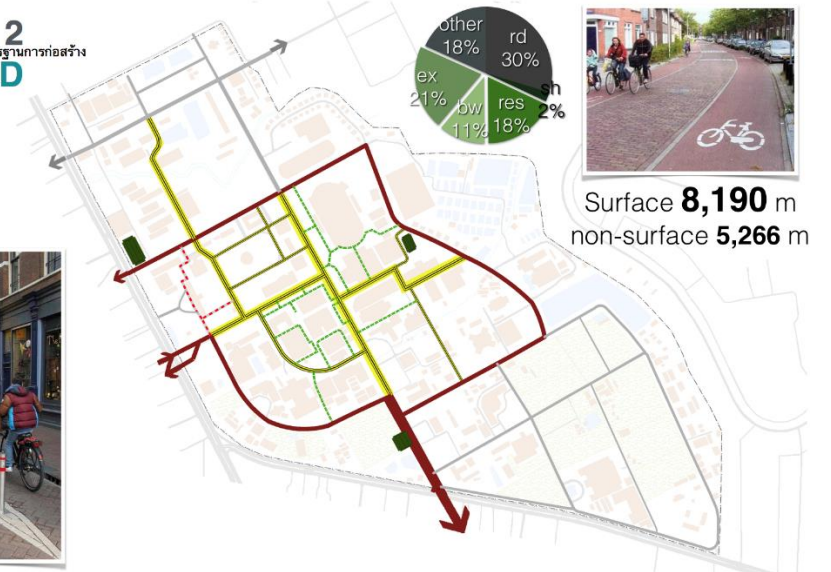 2
ฐานการก่อสร้าง
D
other
18%
rd
30%
sh
2%
res
18%
bw
11%
ex
21%
Surface 8,190 m
non-surface 5,266 m